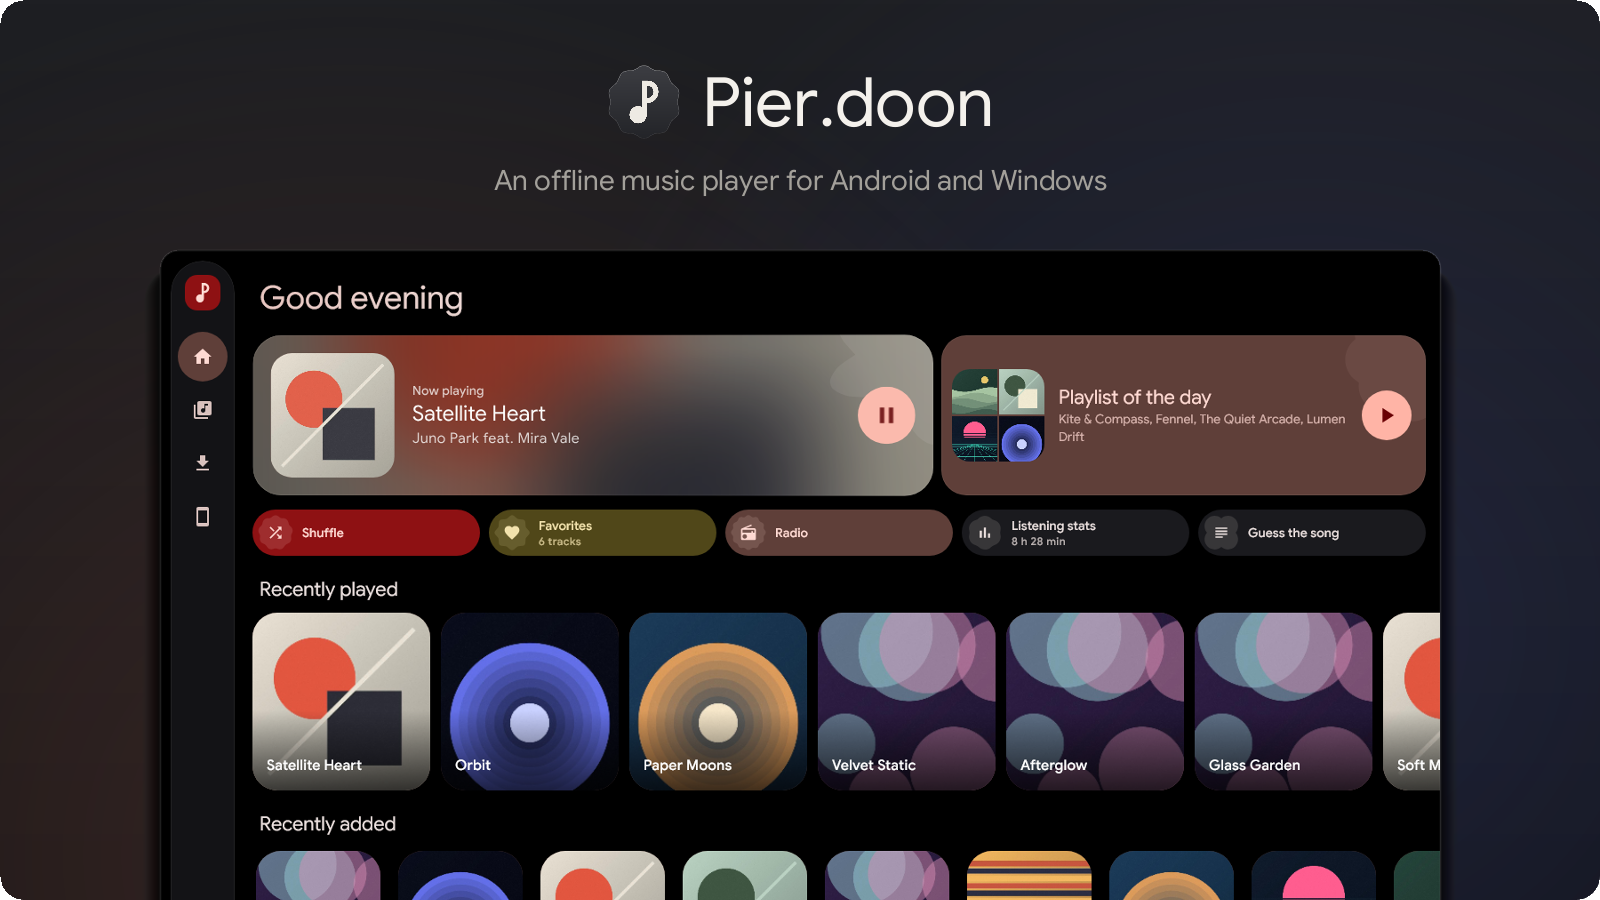 Pier.doon
An offline music player for Android and Windows
Good evening
Now playing
Satellite Heart
Juno Park feat. Mira Vale
Playlist of the day
Kite & Compass, Fennel, The Quiet Arcade, Lumen
Drift
Shuffle
Favorites
6 tracks
Radio
Listening stats
8 h 28 min
Guess the song
Recently played
Satellite Heart
Orbit
Paper Moons
Velvet Static
Afterglow
Glass Garden
Soft M
Recently added